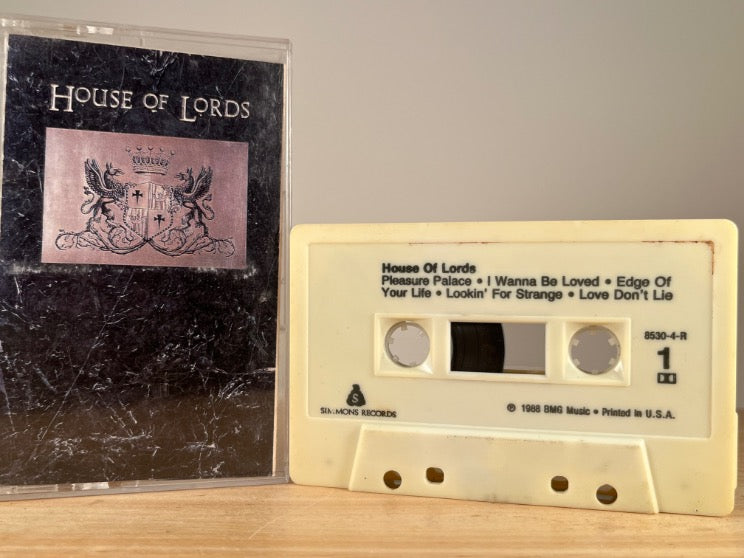 HOUSE OF LORDS
House Of Lords
Pleasure Palace • I Wanna Be Loved • Edge Of
Your Life • Lookin' For Strange • Love Don't Lie
8530-4-R
1
S
SIMMONS RECORDS
℗ 1988 BMG Music • Printed in U.S.A.